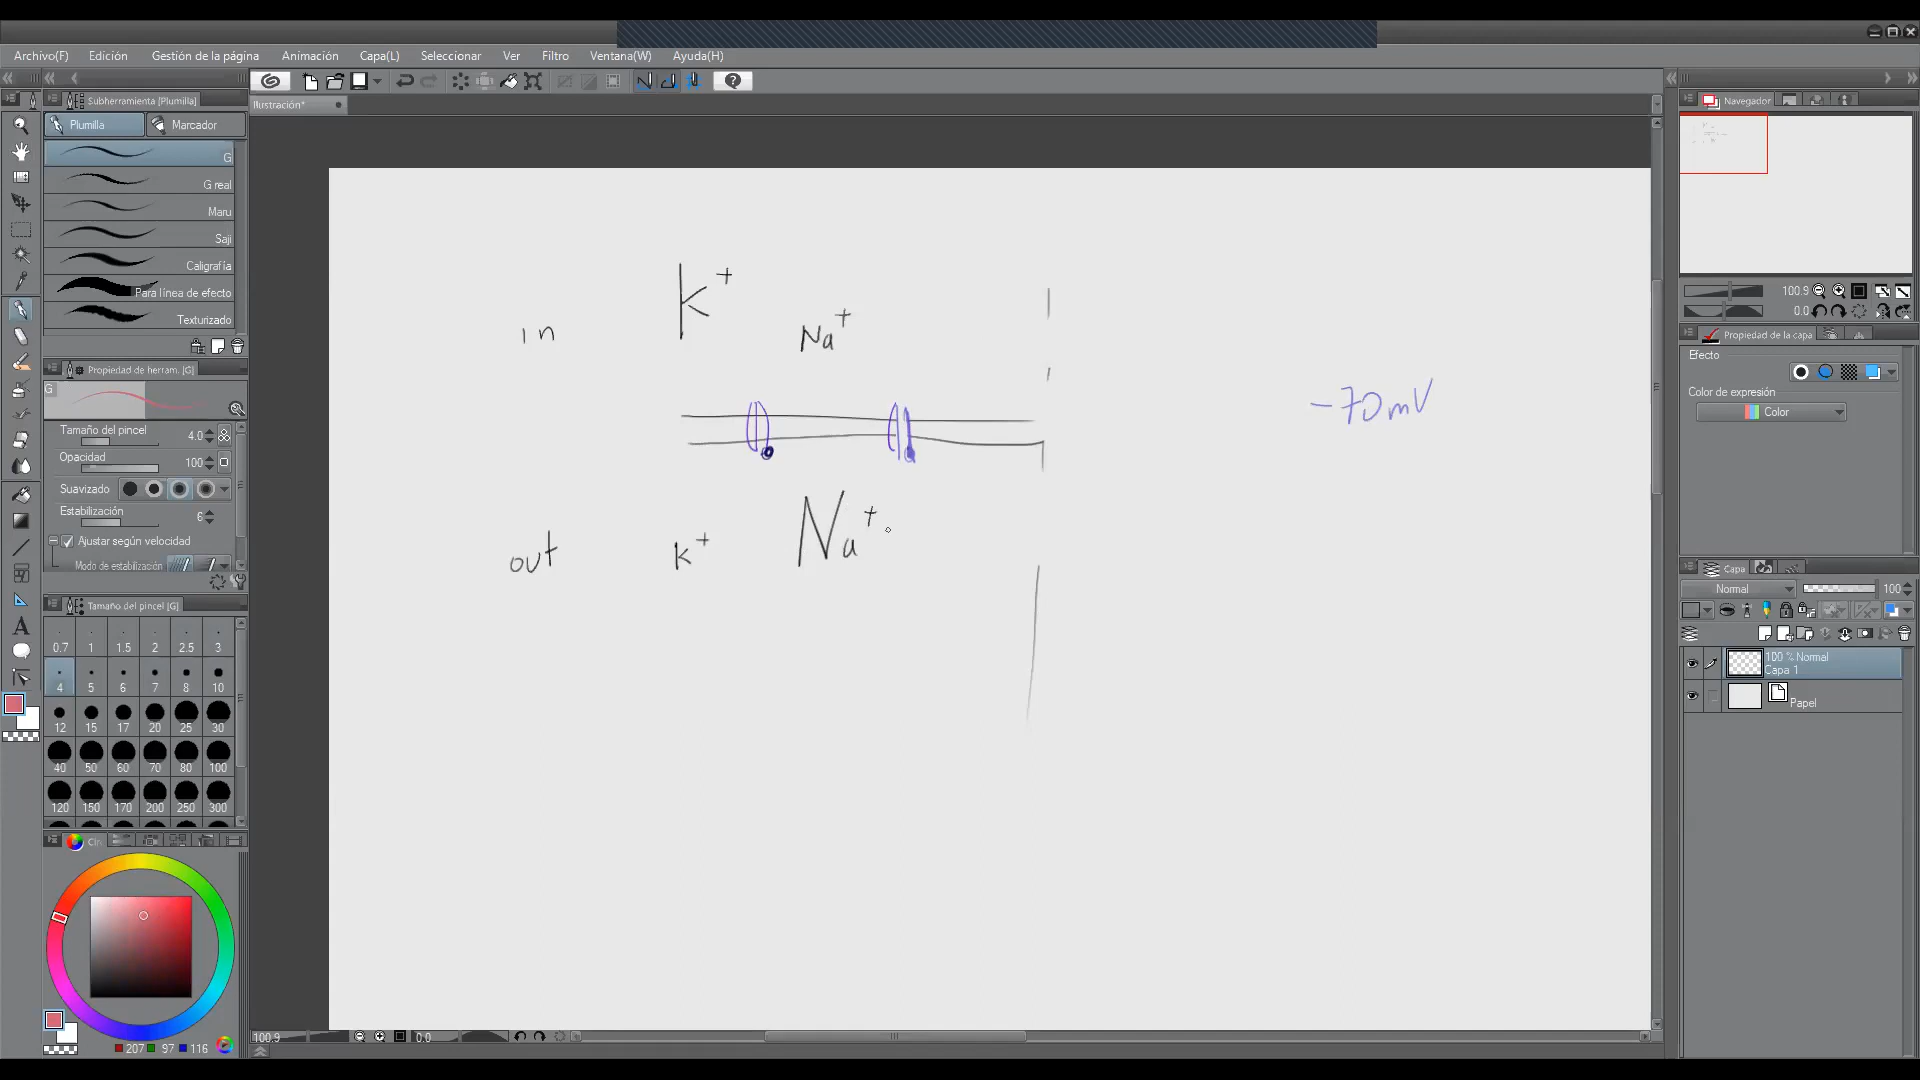 Archivo(F) Edición Gestión de la página Animación Capa(L) Seleccionar Ver Filtro Ventana(W) Ayuda(H)
Subherramienta [Plumilla]
Ilustración*
Navegador
Plumilla Marcador
G
G real
Maru
Saji
Caligrafía
Para línea de efecto
Texturizado
Propiedad de herram. [G]
G
Tamaño del pincel 4.0
Opacidad 100
Suavizado
Estabilización
6
Ajustar según velocidad
Modo de estabilización
Tamaño del pincel [G]
0.7 1 1.5 2 2.5 3
4 5 6 7 8 10
12 15 17 20 25 30
40 50 60 70 80 100
120 150 170 200 250 300
207 97 116
in
K+
Na+
-70mV
out
K+
Na+
100.9 0.0
100.9
0.0
Propiedad de la capa
Efecto
Color de expresión
Color
Capa
Normal 100
100 % Normal
Capa 1
Papel